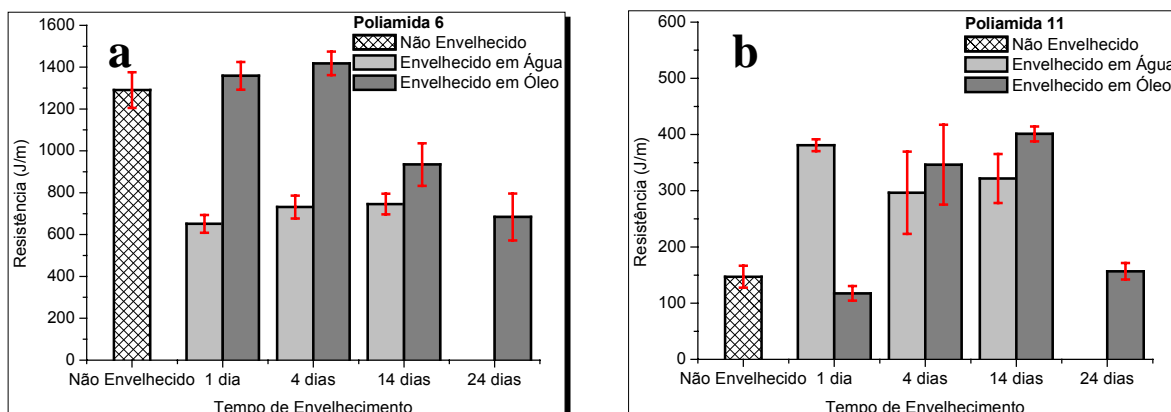 a
Poliamida 6
Não Envelhecido
Envelhecido em Água
Envelhecido em Óleo
Resistência (J/m)
1600
1400
1200
1000
800
600
400
200
0
Não Envelhecido 1 dia 4 dias 14 dias 24 dias
Tempo de Envelhecimento
b
Poliamida 11
Não Envelhecido
Envelhecido em Água
Envelhecido em Óleo
Resistência (J/m)
600
500
400
300
200
100
0
Não Envelhecido 1 dia 4 dias 14 dias 24 dias
Tempo de Envelhecimento